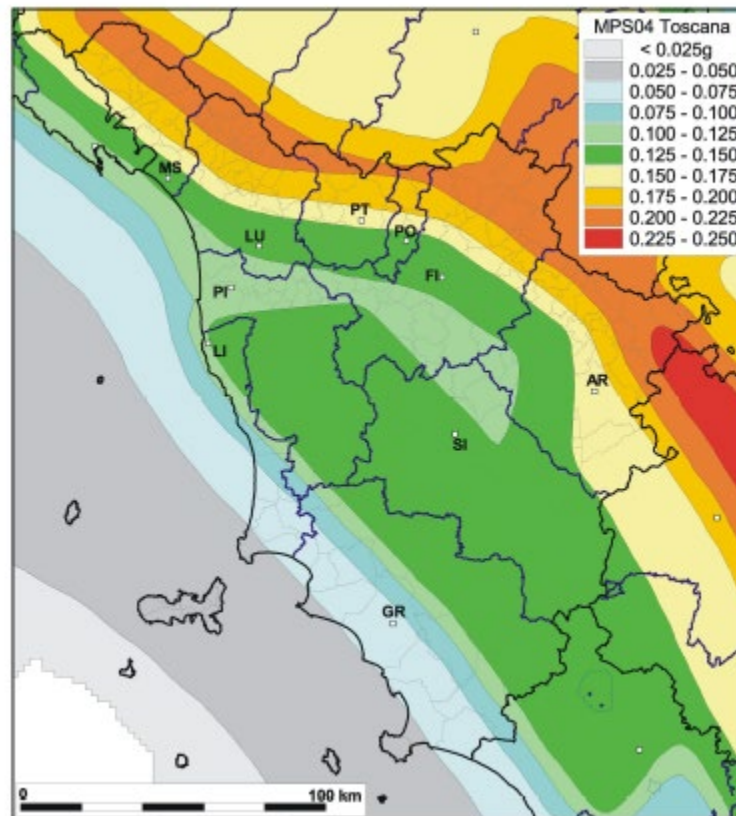 MPS04 Toscana
< 0.025g
0.025 - 0.050
0.050 - 0.075
0.075 - 0.100
0.100 - 0.125
0.125 - 0.150
0.150 - 0.175
0.175 - 0.200
0.200 - 0.225
0.225 - 0.250
MS
PT
PO
LU
FI
PI
LI
AR
SI
GR
0 100 km